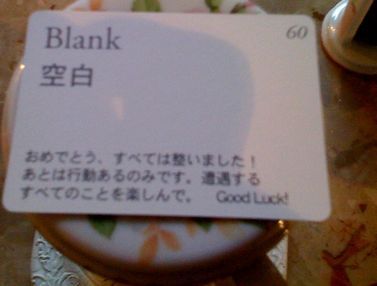 Blank
60
空白
おめでとう、すべては整いました！
あとは行動あるのみです。遭遇する
すべてのことを楽しんで。 Good Luck!